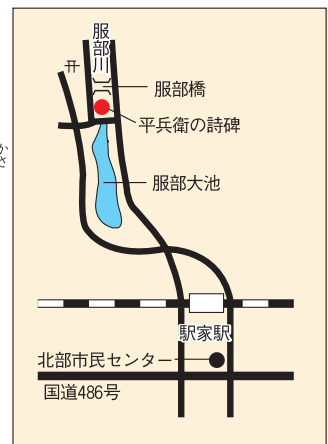 服部川
服部橋
平兵衛の詩碑
服部大池
駅家駅
北部市民センター
国道486号